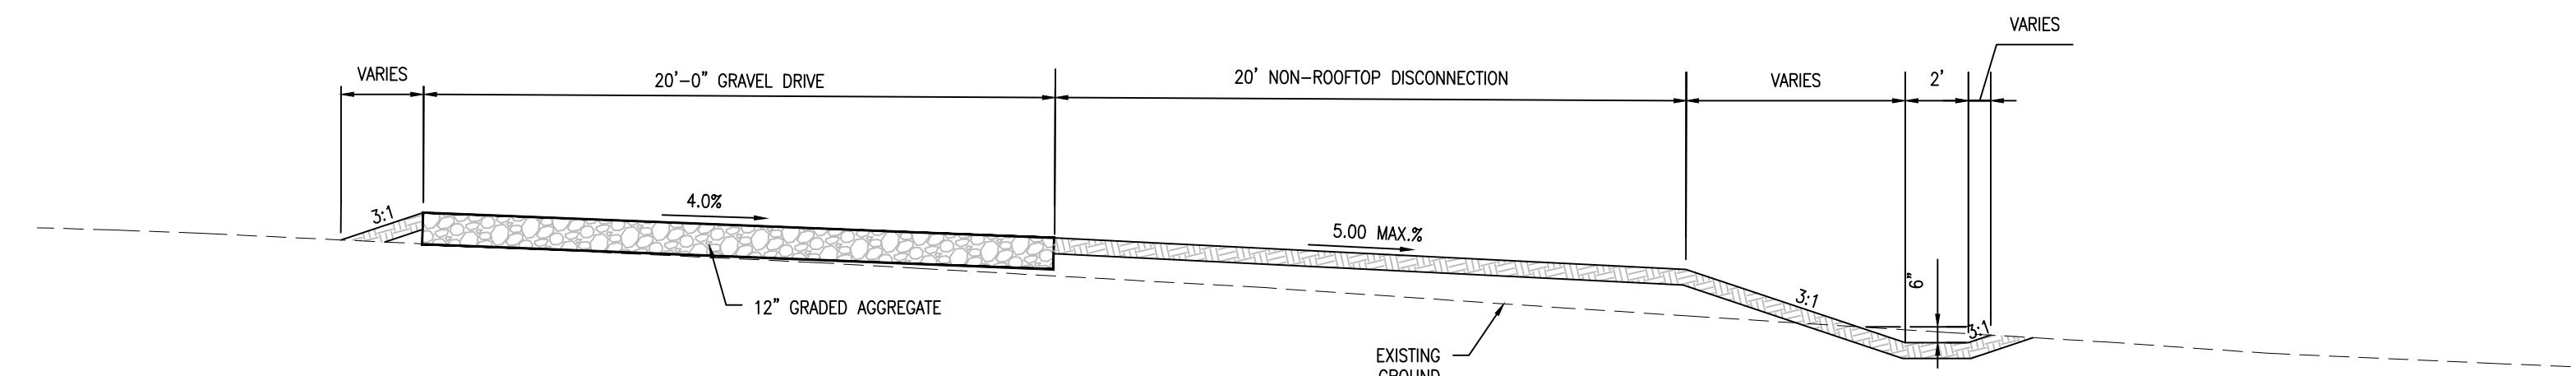 VARIES
VARIES
20'-0" GRAVEL DRIVE
20' NON-ROOFTOP DISCONNECTION
VARIES
2'
3:1
4.0%
5.00 MAX.%
6"
3:1
3:1
12" GRADED AGGREGATE
EXISTING
GROUND